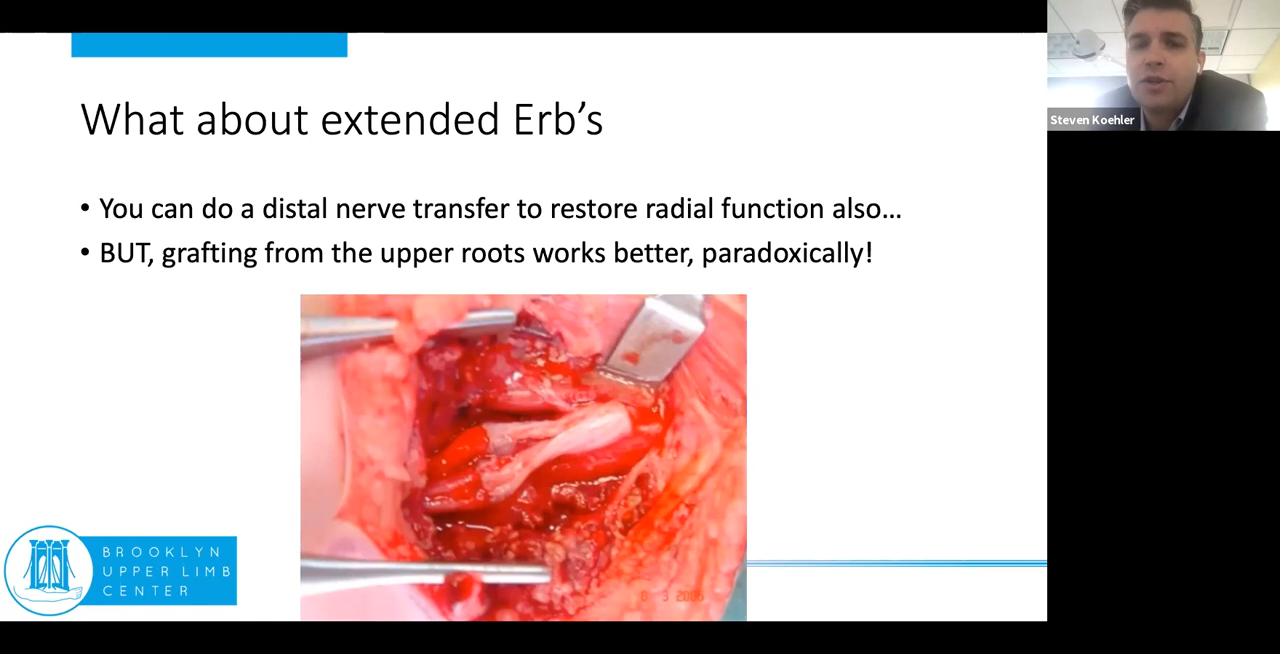 Steven Koehler
What about extended Erb's
• You can do a distal nerve transfer to restore radial function also...
• BUT, grafting from the upper roots works better, paradoxically!
BROOKLYN
UPPER LIMB
CENTER